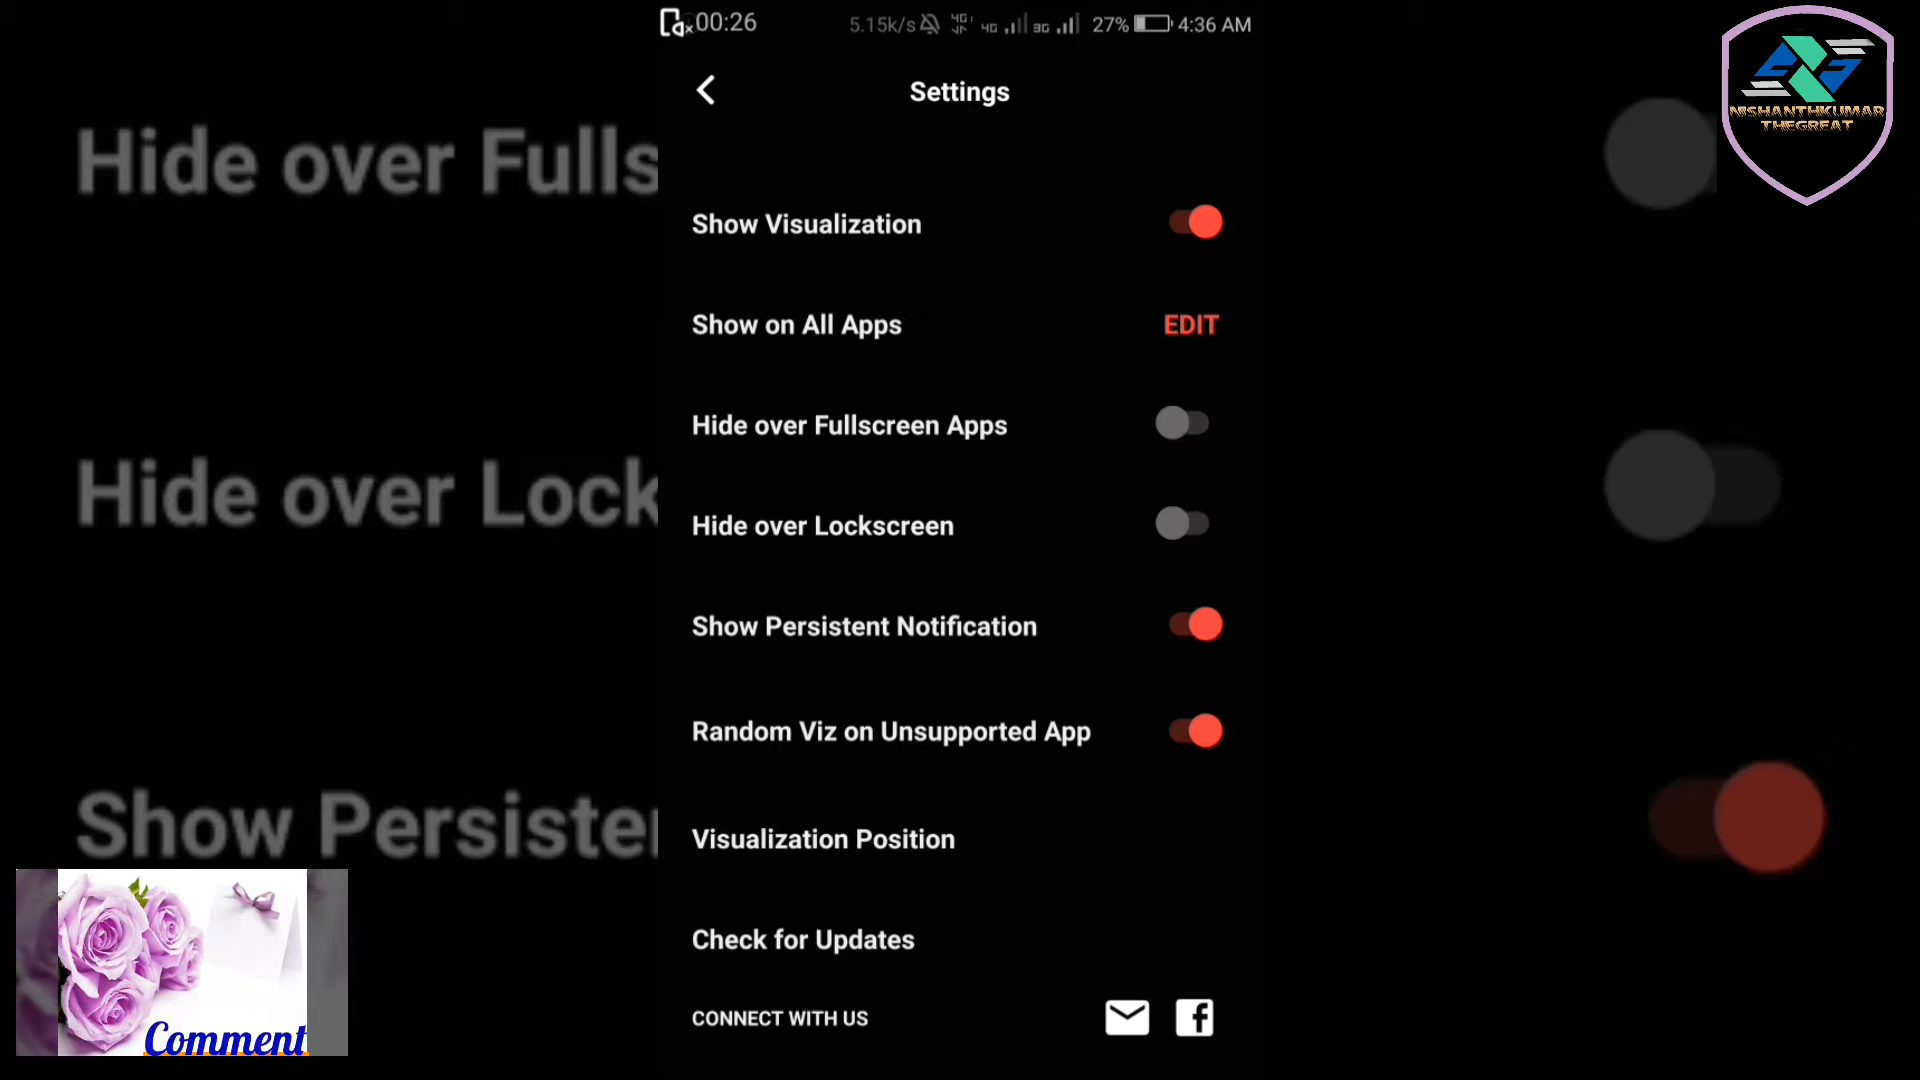 00:26 5.15k/s 4G 4G 3G 27% 4:36 AM
Settings
NISHANTHKUMAR
THEGREAT
Hide over Fulls
Hide over Lock
Show Persiste
Show Visualization
Show on All Apps EDIT
Hide over Fullscreen Apps
Hide over Lockscreen
Show Persistent Notification
Random Viz on Unsupported App
Visualization Position
Check for Updates
CONNECT WITH US
Comment